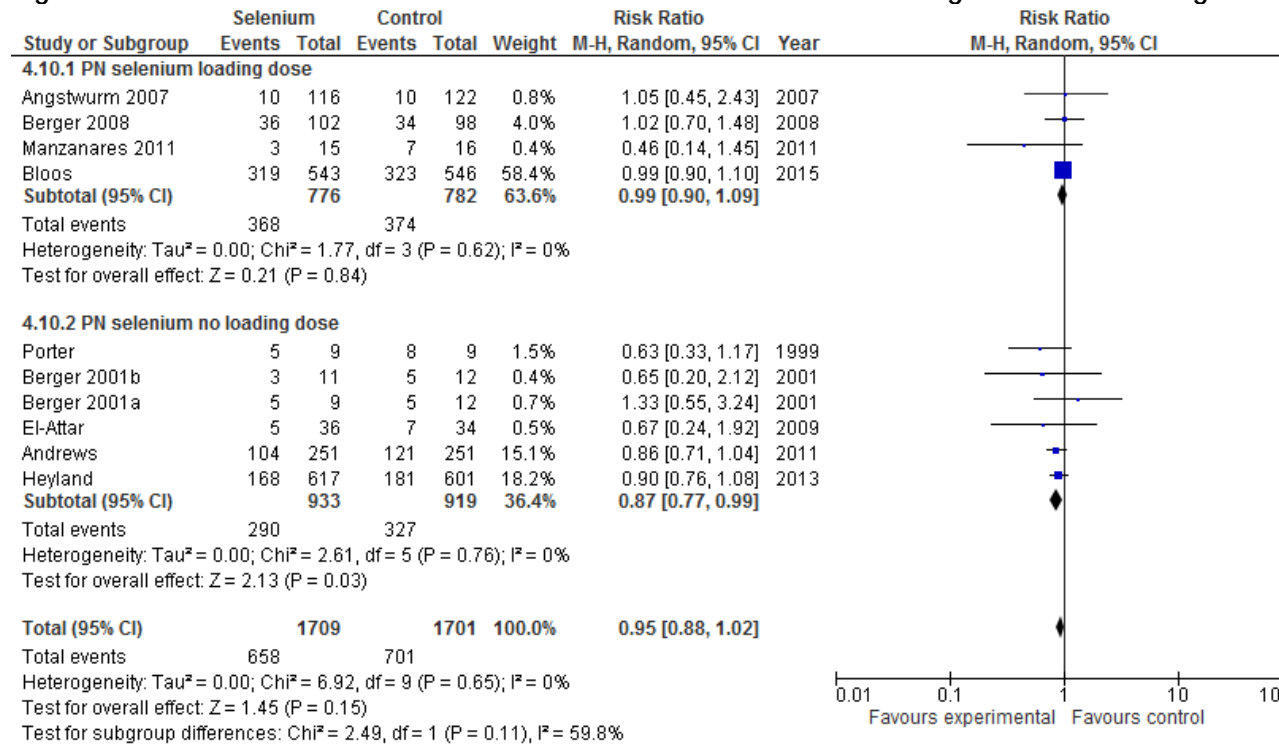 Selenium Control Risk Ratio Risk Ratio
Study or Subgroup Events Total Events Total Weight M-H, Random, 95% CI Year M-H, Random, 95% CI
4.10.1 PN selenium loading dose
Angstwurm 2007 10 116 10 122 0.8% 1.05 [0.45, 2.43] 2007
Berger 2008 36 102 34 98 4.0% 1.02 [0.70, 1.48] 2008
Manzanares 2011 3 15 7 16 0.4% 0.46 [0.14, 1.45] 2011
Bloos 319 543 323 546 58.4% 0.99 [0.90, 1.10] 2015
Subtotal (95% CI) 776 782 63.6% 0.99 [0.90, 1.09]
Total events 368 374
Heterogeneity: Tau² = 0.00; Chi² = 1.77, df = 3 (P = 0.62); I² = 0%
Test for overall effect: Z = 0.21 (P = 0.84)
4.10.2 PN selenium no loading dose
Porter 5 9 8 9 1.5% 0.63 [0.33, 1.17] 1999
Berger 2001b 3 11 5 12 0.4% 0.65 [0.20, 2.12] 2001
Berger 2001a 5 9 5 12 0.7% 1.33 [0.55, 3.24] 2001
El-Attar 5 36 7 34 0.5% 0.67 [0.24, 1.92] 2009
Andrews 104 251 121 251 15.1% 0.86 [0.71, 1.04] 2011
Heyland 168 617 181 601 18.2% 0.90 [0.76, 1.08] 2013
Subtotal (95% CI) 933 919 36.4% 0.87 [0.77, 0.99]
Total events 290 327
Heterogeneity: Tau² = 0.00; Chi² = 2.61, df = 5 (P = 0.76); I² = 0%
Test for overall effect: Z = 2.13 (P = 0.03)
Total (95% CI) 1709 1701 100.0% 0.95 [0.88, 1.02]
Total events 658 701
Heterogeneity: Tau² = 0.00; Chi² = 6.92, df = 9 (P = 0.65); I² = 0%
Test for overall effect: Z = 1.45 (P = 0.15)
Test for subgroup differences: Chi² = 2.49, df = 1 (P = 0.11), I² = 59.8%
0.01 0.1 1 10 10
Favours experimental Favours control